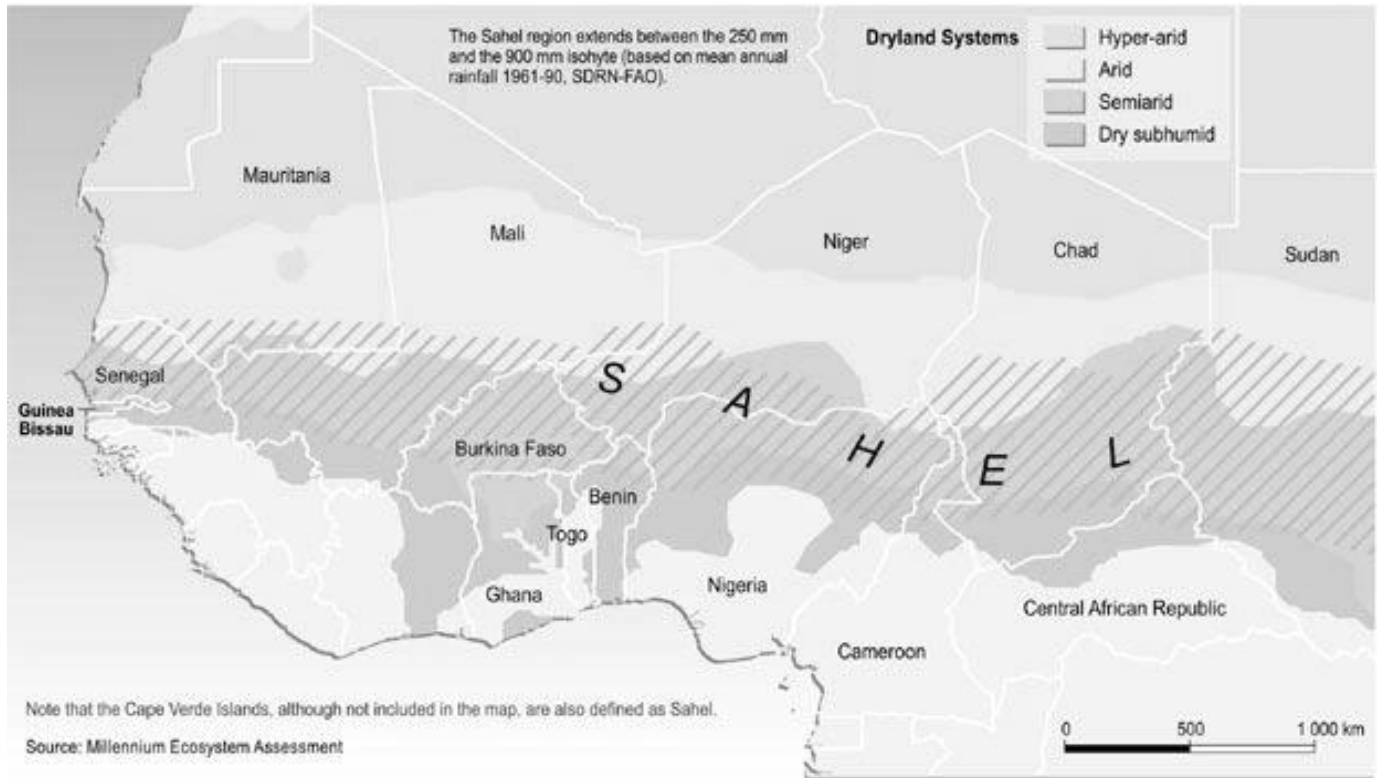 The Sahel region extends between the 250 mm
and the 900 mm isohyte (based on mean annual
rainfall 1961-90, SDRN-FAO).
Dryland Systems
Hyper-arid
Arid
Semiarid
Dry subhumid
Mauritania
Mali
Niger
Chad
Sudan
SAHEL
Senegal
Guinea
Bissau
Burkina Faso
Benin
Togo
Ghana
Nigeria
Central African Republic
Cameroon
Note that the Cape Verde Islands, although not included in the map, are also defined as Sahel.
Source: Millennium Ecosystem Assessment
0 500 1 000 km